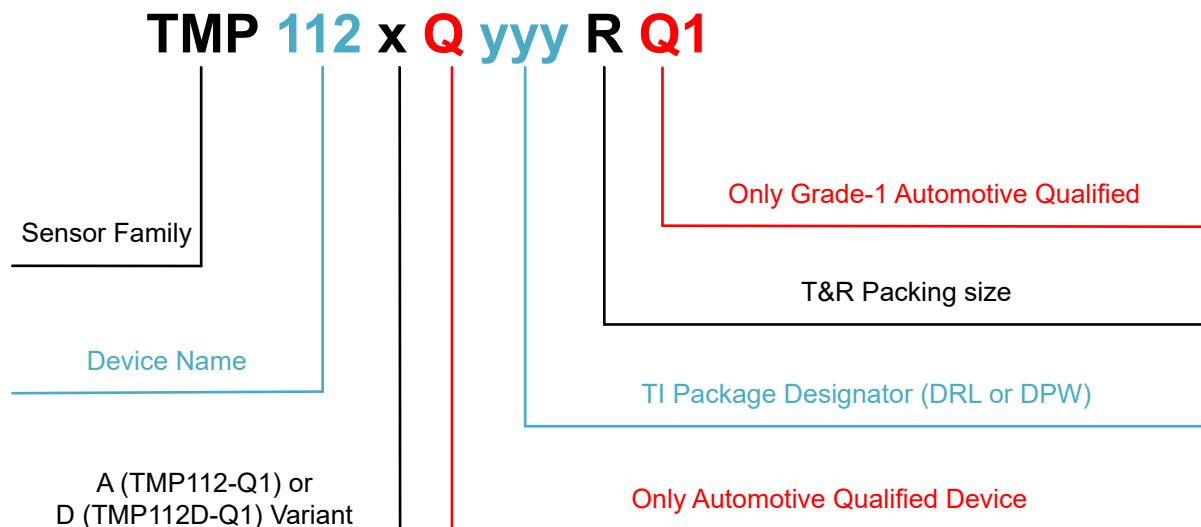 TMP 112 x Q yyy R Q1
Only Grade-1 Automotive Qualified
Sensor Family
T&R Packing size
Device Name
TI Package Designator (DRL or DPW)
A (TMP112-Q1) or
D (TMP112D-Q1) Variant
Only Automotive Qualified Device